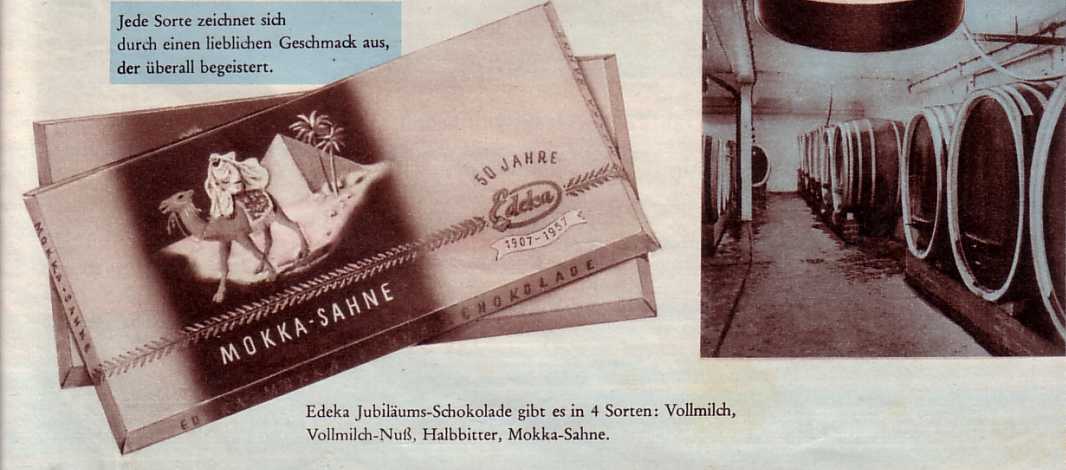 Jede Sorte zeichnet sich
durch einen lieblichen Geschmack aus,
der überall begeistert.
50 JAHRE
Edeka
1907-1957
MOKKA-SAHNE
MOKKA-SAHNE
SCHOKOLADE
Edeka Jubiläums-Schokolade gibt es in 4 Sorten: Vollmilch,
Vollmilch-Nuß, Halbbitter, Mokka-Sahne.